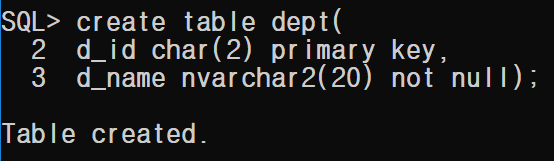 SQL> create table dept(
  2  d_id char(2) primary key,
  3  d_name nvarchar2(20) not null);
Table created.